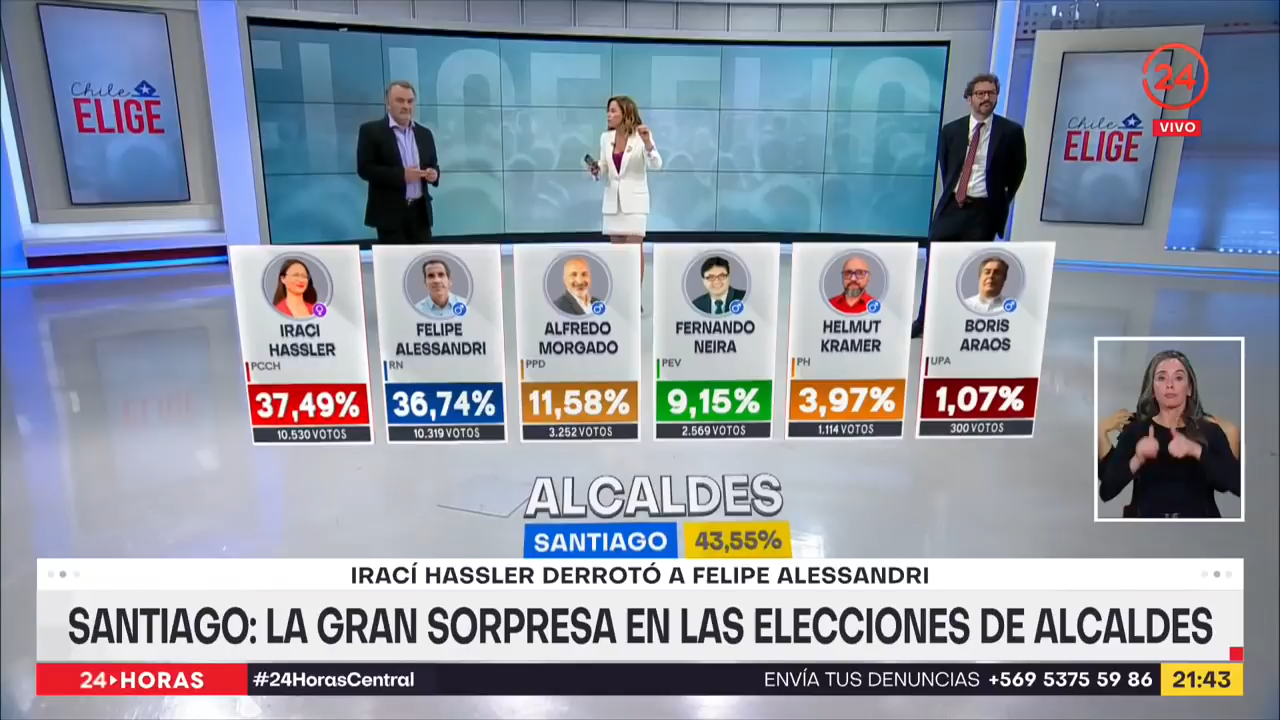 ELIGE ELIG
Chile
ELIGE
Chile
ELIGE
24
VIVO
IRACI
HASSLER
PCCH
37,49%
10.530 VOTOS
FELIPE
ALESSANDRI
RN
36,74%
10.319 VOTOS
ALFREDO
MORGADO
PPD
11,58%
3.252 VOTOS
FERNANDO
NEIRA
PEV
9,15%
2.569 VOTOS
HELMUT
KRAMER
PH
3,97%
1.114 VOTOS
BORIS
ARAOS
UPA
1,07%
300 VOTOS
ALCALDES
SANTIAGO 43,55%
IRACÍ HASSLER DERROTÓ A FELIPE ALESSANDRI
SANTIAGO: LA GRAN SORPRESA EN LAS ELECCIONES DE ALCALDES
24 HORAS #24HorasCentral ENVÍA TUS DENUNCIAS +569 5375 59 86 21:43